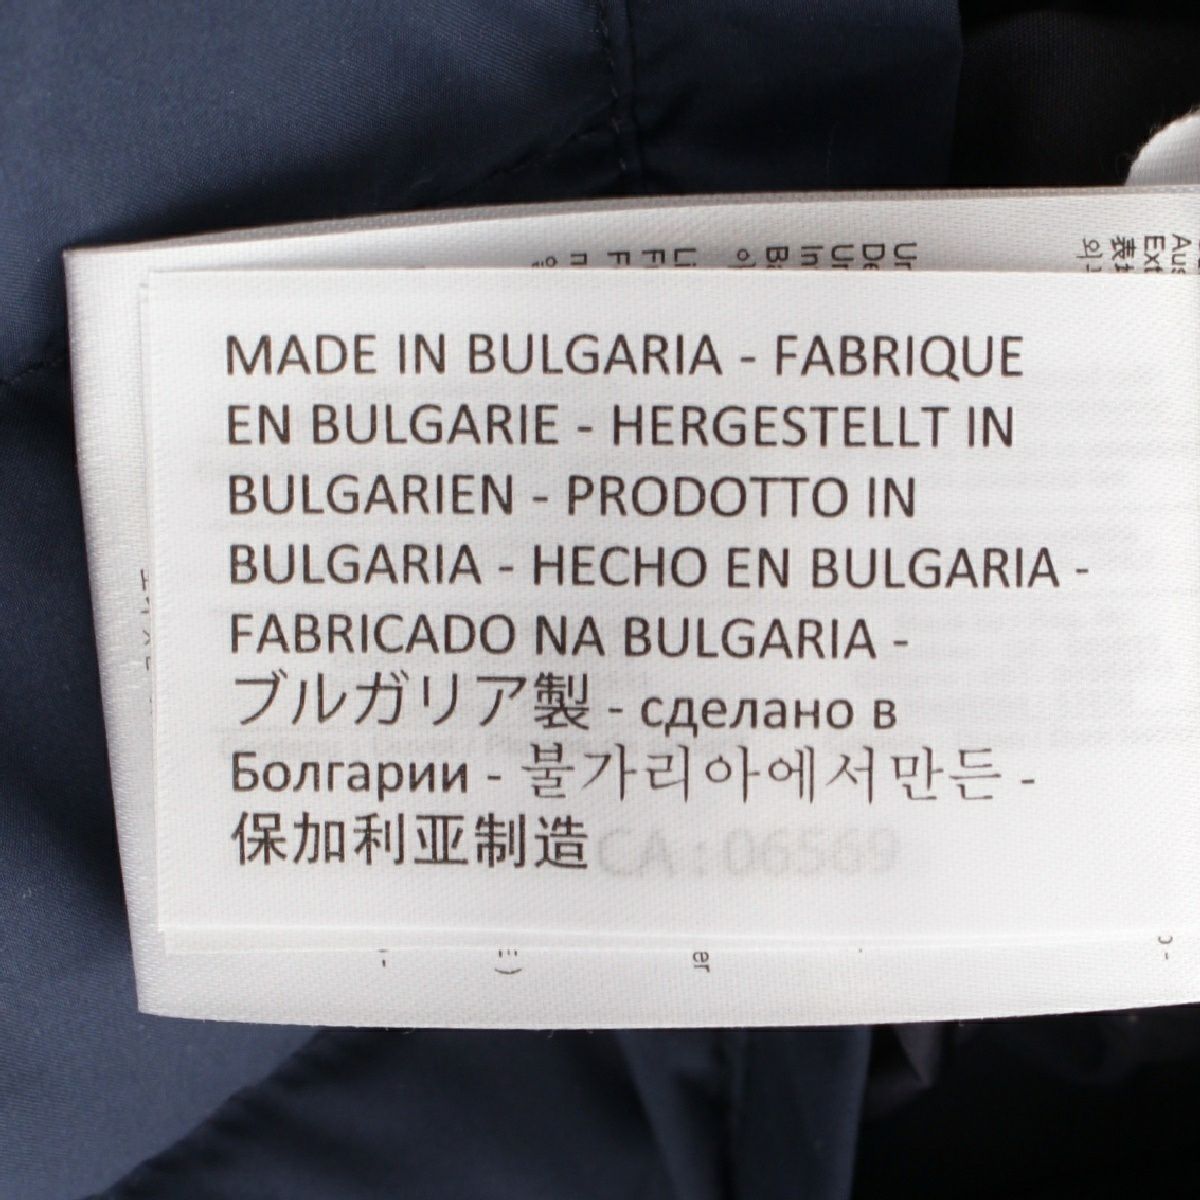 MADE IN BULGARIA - FABRIQUE
EN BULGARIE - HERGESTELLT IN
BULGARIEN - PRODOTTO IN
BULGARIA - HECHO EN BULGARIA -
FABRICADO NA BULGARIA -
ブルガリア製 - сделано в
Болгарии - 불가리아에서만든 -
保加利亚制造
CA : 06569